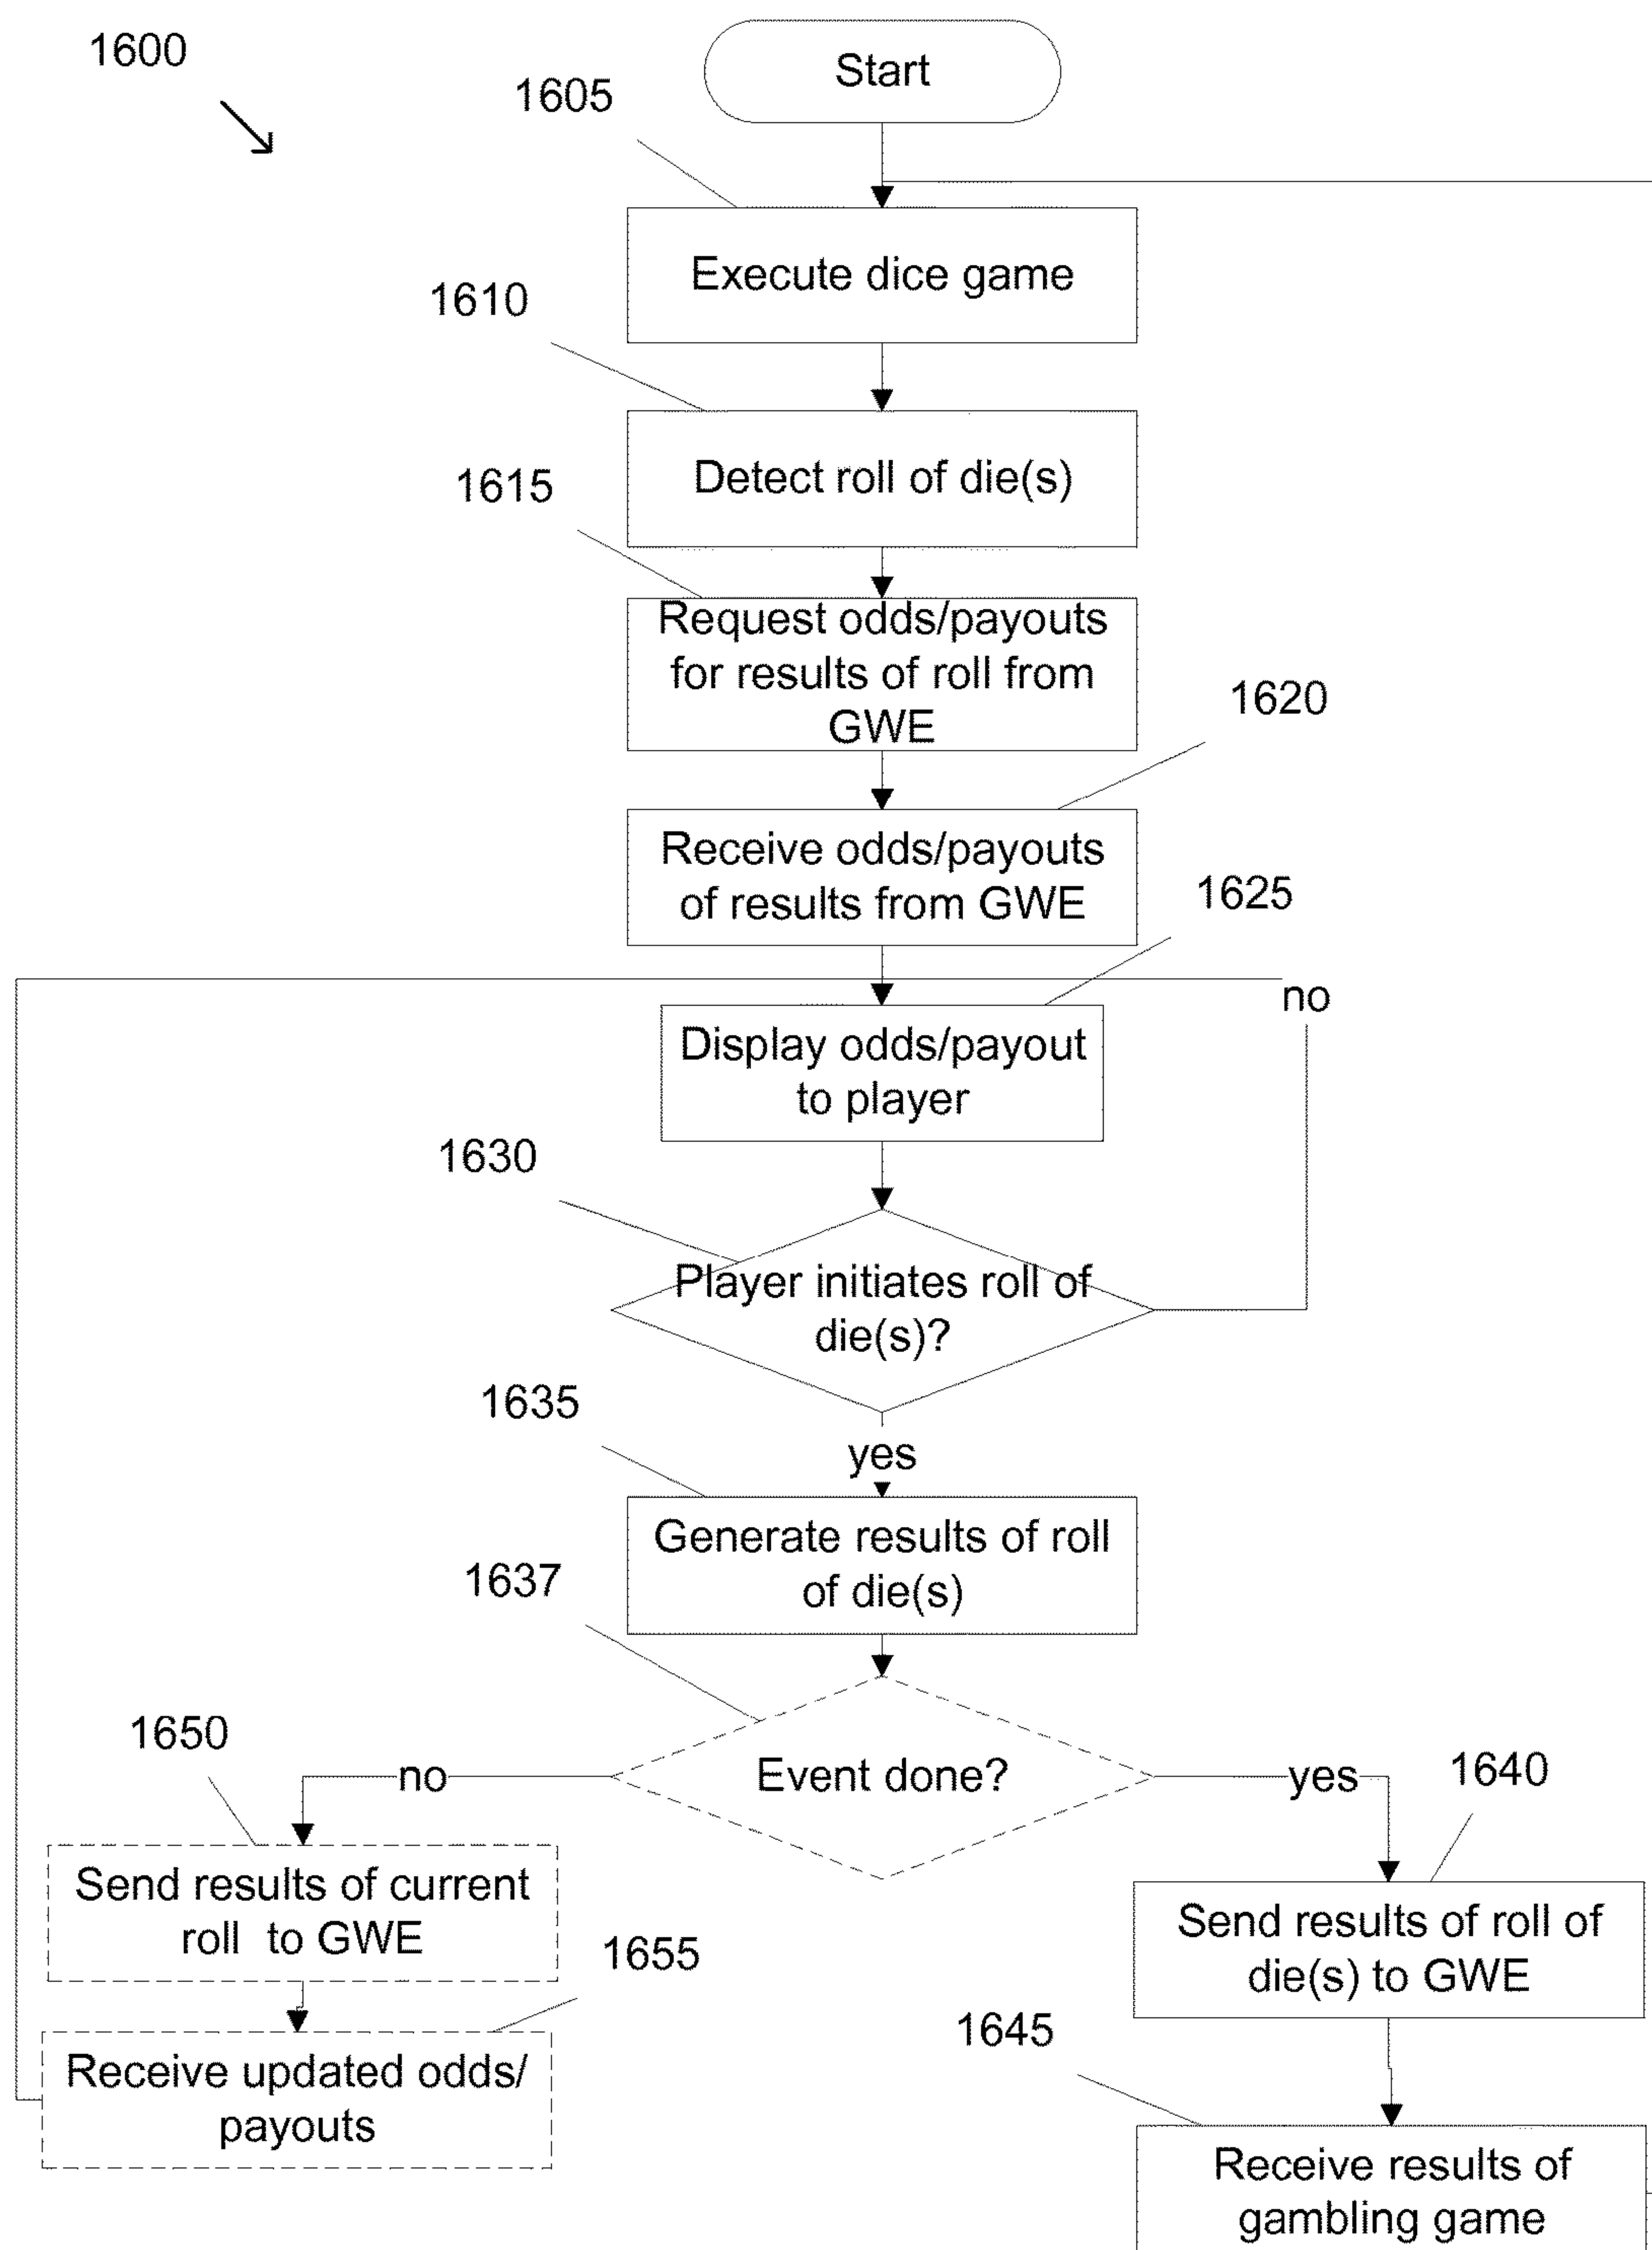 1600
Start
1605
Execute dice game
1610
Detect roll of die(s)
1615
Request odds/payouts
for results of roll from
GWE
1620
Receive odds/payouts
of results from GWE
1625
no
Display odds/payout
to player
1630
Player initiates roll of
die(s)?
yes
1635
Generate results of roll
of die(s)
1637
Event done?
no
yes
1650
1640
Send results of current
roll to GWE
Send results of roll of
die(s) to GWE
1655
1645
Receive updated odds/
payouts
Receive results of
gambling game